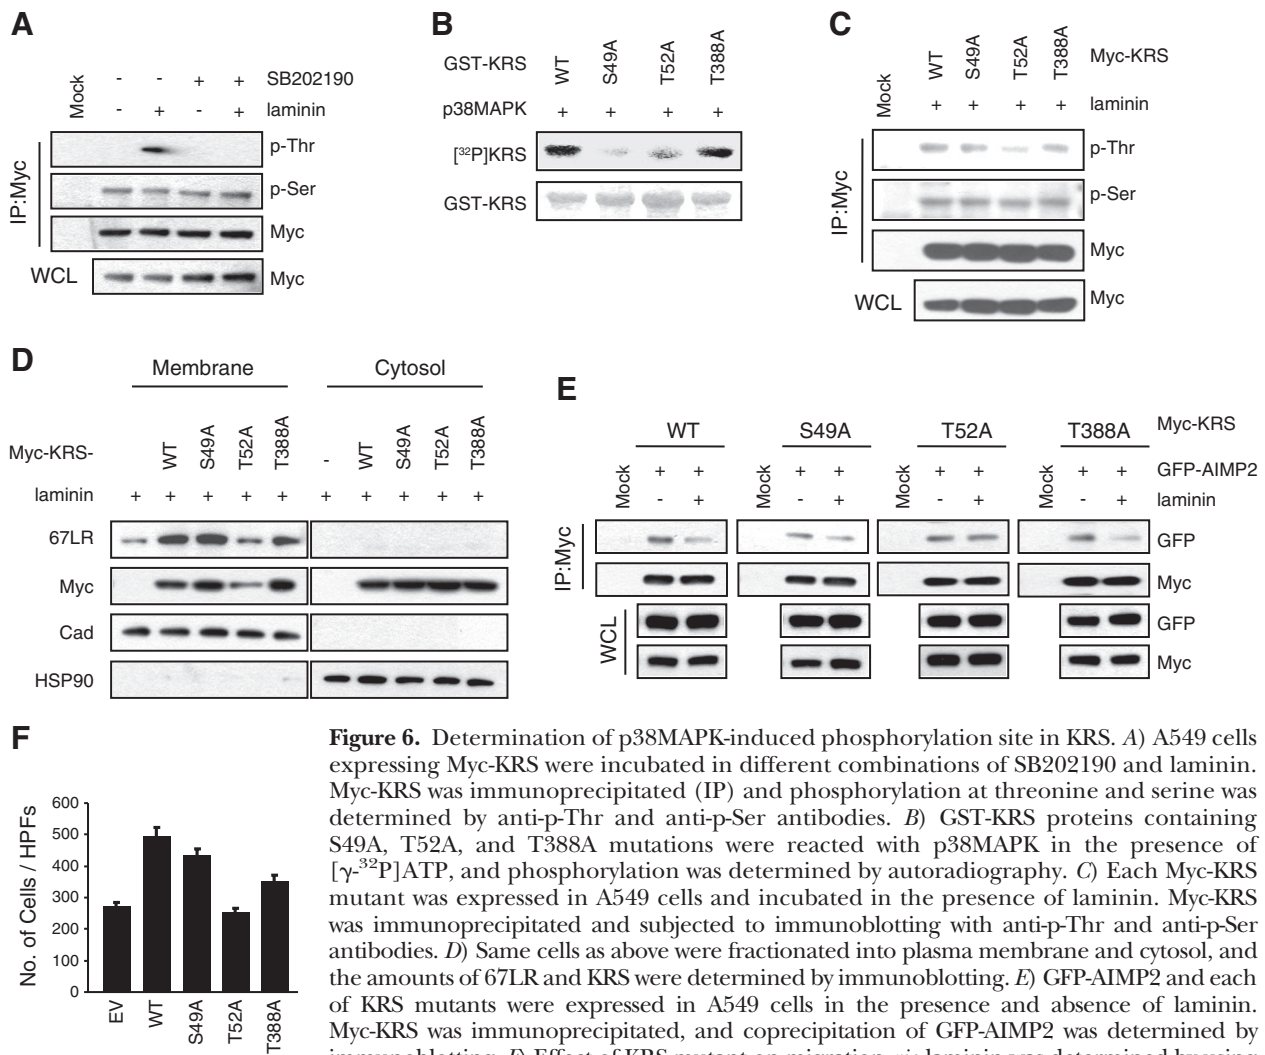 A
Mock - - + + SB202190
- + - + laminin
IP:Myc
p-Thr
p-Ser
Myc
WCL Myc
B
GST-KRS WT S49A T52A T388A
p38MAPK + + + +
[³²P]KRS
GST-KRS
C
Mock WT S49A T52A T388A Myc-KRS
+ + + + laminin
IP:Myc
p-Thr
p-Ser
Myc
WCL Myc
D
Membrane Cytosol
Myc-KRS- WT S49A T52A T388A - WT S49A T52A T388A
laminin + + + + + + + + + +
67LR
Myc
Cad
HSP90
E
WT S49A T52A T388A Myc-KRS
Mock + + Mock + + Mock + + Mock + + GFP-AIMP2
- + - + - + - + laminin
IP:Myc
GFP
Myc
WCL
GFP
Myc
F
No. of Cells / HPFs
600
500
400
300
200
100
0
EV WT S49A T52A T388A
Figure 6. Determination of p38MAPK-induced phosphorylation site in KRS. A) A549 cells
expressing Myc-KRS were incubated in different combinations of SB202190 and laminin.
Myc-KRS was immunoprecipitated (IP) and phosphorylation at threonine and serine was
determined by anti-p-Thr and anti-p-Ser antibodies. B) GST-KRS proteins containing
S49A, T52A, and T388A mutations were reacted with p38MAPK in the presence of
[γ-³²P]ATP, and phosphorylation was determined by autoradiography. C) Each Myc-KRS
mutant was expressed in A549 cells and incubated in the presence of laminin. Myc-KRS
was immunoprecipitated and subjected to immunoblotting with anti-p-Thr and anti-p-Ser
antibodies. D) Same cells as above were fractionated into plasma membrane and cytosol, and
the amounts of 67LR and KRS were determined by immunoblotting. E) GFP-AIMP2 and each
of KRS mutants were expressed in A549 cells in the presence and absence of laminin.
Myc-KRS was immunoprecipitated, and coprecipitation of GFP-AIMP2 was determined by